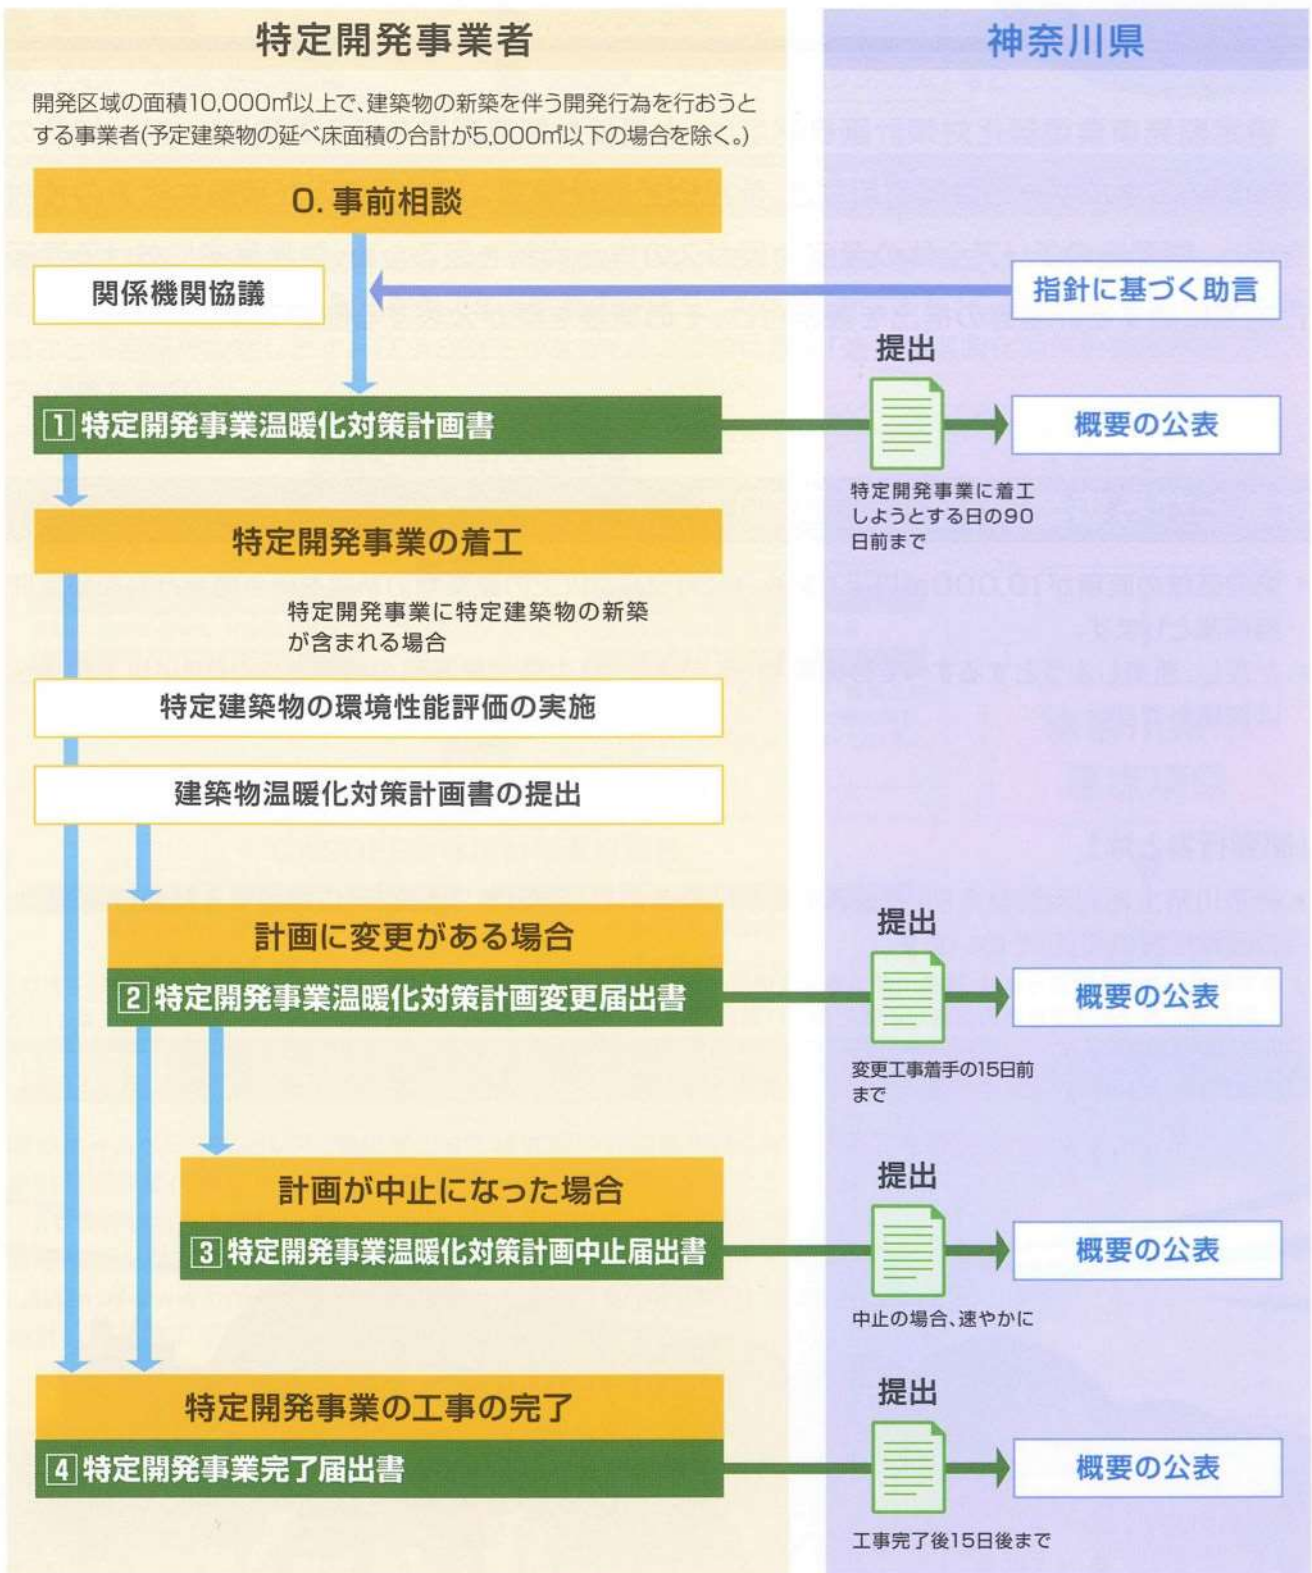 特定開発事業者
神奈川県
開発区域の面積10,000㎡以上で、建築物の新築を伴う開発行為を行おうと
する事業者(予定建築物の延べ床面積の合計が5,000㎡以下の場合を除く。)
0. 事前相談
関係機関協議
指針に基づく助言
提出
1 特定開発事業温暖化対策計画書
概要の公表
特定開発事業に着工
しようとする日の90
日前まで
特定開発事業の着工
特定開発事業に特定建築物の新築
が含まれる場合
特定建築物の環境性能評価の実施
建築物温暖化対策計画書の提出
計画に変更がある場合
提出
2 特定開発事業温暖化対策計画変更届出書
概要の公表
変更工事着手の15日前
まで
計画が中止になった場合
提出
3 特定開発事業温暖化対策計画中止届出書
概要の公表
中止の場合、速やかに
特定開発事業の工事の完了
提出
4 特定開発事業完了届出書
概要の公表
工事完了後15日後まで